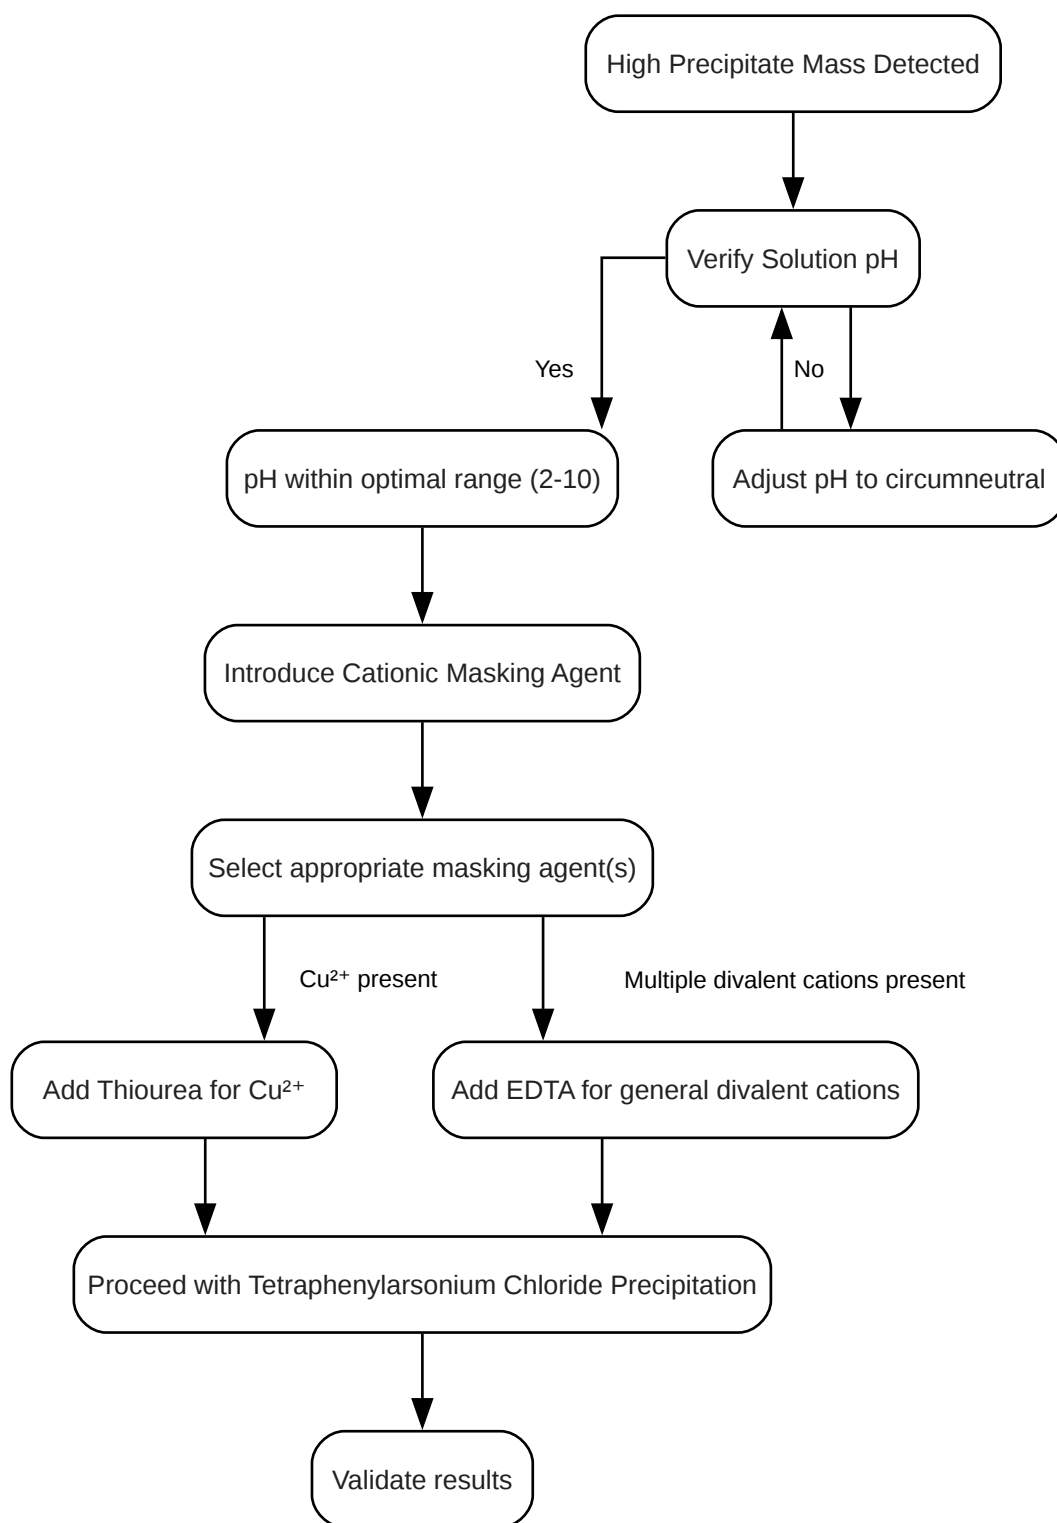 High Precipitate Mass Detected
Verify Solution pH
Yes
No
pH within optimal range (2-10)
Adjust pH to circumneutral
Introduce Cationic Masking Agent
Select appropriate masking agent(s)
Cu²⁺ present
Multiple divalent cations present
Add Thiourea for Cu²⁺
Add EDTA for general divalent cations
Proceed with Tetraphenylarsonium Chloride Precipitation
Validate results